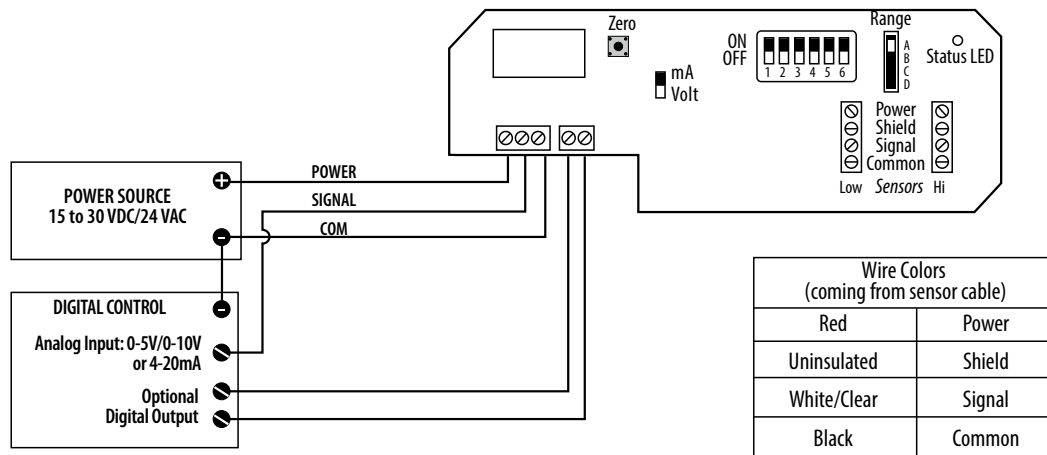 Zero
ON
OFF
1 2 3 4 5 6
Range
A
B
C
D
Status LED
mA
Volt
Power
Shield
Signal
Common
Low Sensors Hi
POWER SOURCE
15 to 30 VDC/24 VAC
POWER
SIGNAL
COM
DIGITAL CONTROL
Analog Input: 0-5V/0-10V
or 4-20mA
Optional
Digital Output
Wire Colors
(coming from sensor cable)
Red Power
Uninsulated Shield
White/Clear Signal
Black Common